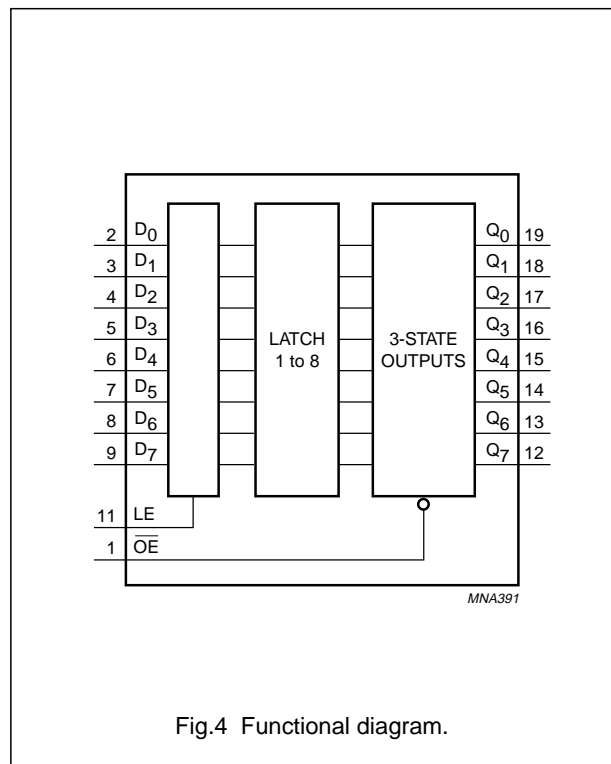 2 D0 Q0 19
3 D1 Q1 18
4 D2 Q2 17
5 D3 Q3 16
6 D4 Q4 15
7 D5 Q5 14
8 D6 Q6 13
9 D7 Q7 12
LATCH
1 to 8
3-STATE
OUTPUTS
11 LE
1 O̅E̅
MNA391
Fig.4 Functional diagram.